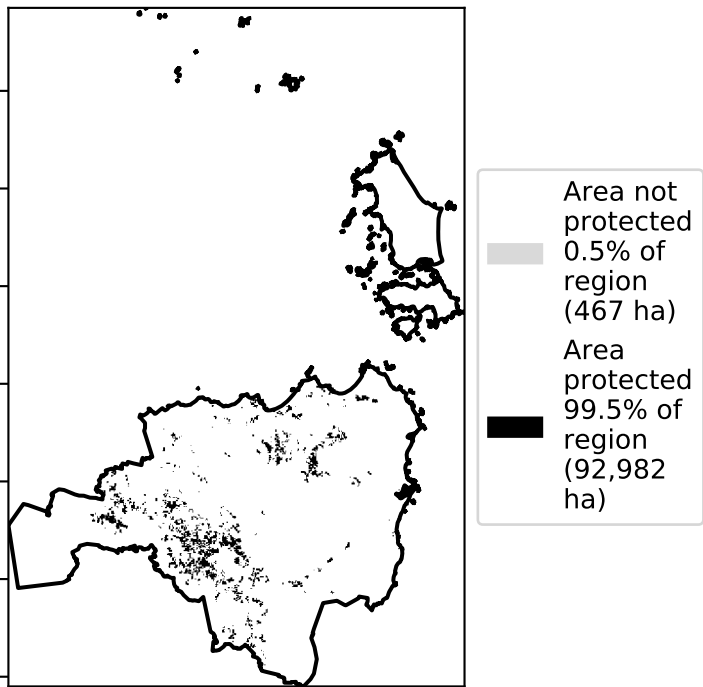 Area not
protected
0.5% of
region
(467 ha)
Area
protected
99.5% of
region
(92,982
ha)